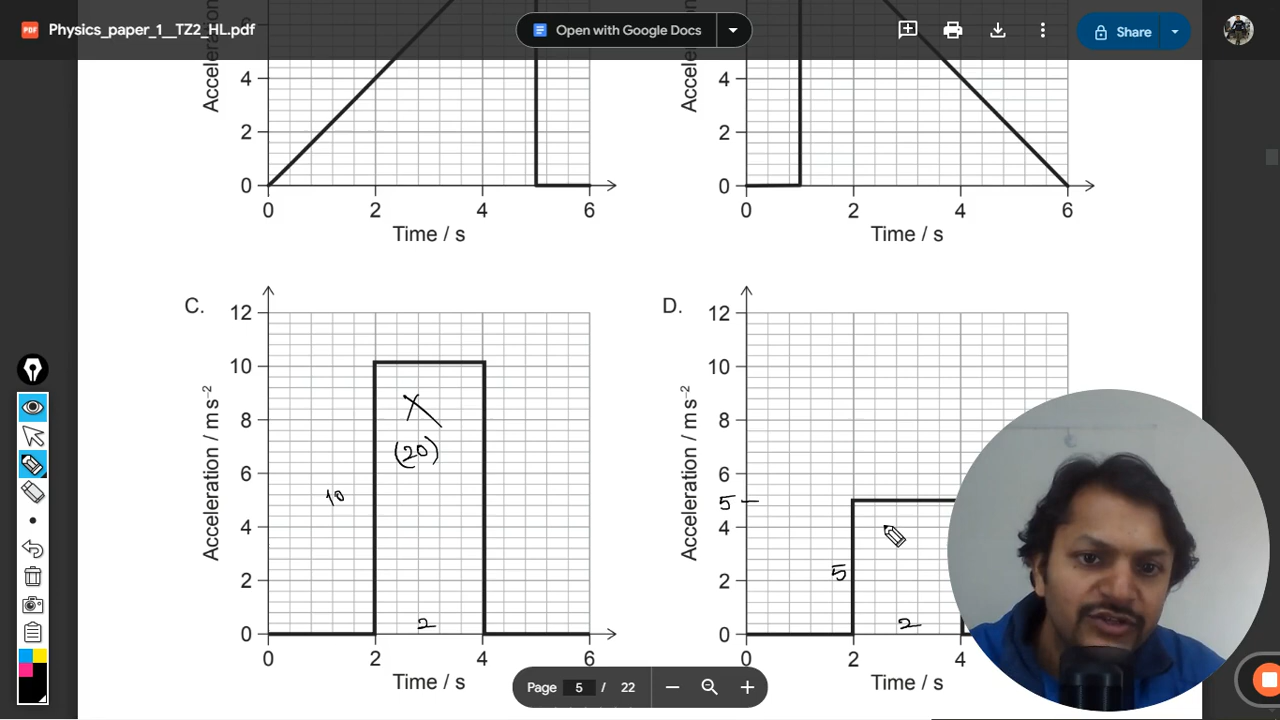 Physics_paper_1__TZ2_HL.pdf
Open with Google Docs
Share
Acceleration
4
2
0
0 2 4 6
Time / s
Acceleration
4
2
0
0 2 4 6
Time / s
C.
12
10
8
6
4
2
0
Acceleration / m s⁻²
(20)
10
2
0 2 4 6
Time / s
D.
12
10
8
6
5
4
2
0
Acceleration / m s⁻²
5
2
0 2 4
Time / s
Page 5 / 22